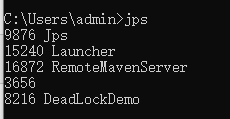 C:\Users\admin>jps
9876 Jps
15240 Launcher
16872 RemoteMavenServer
3656
8216 DeadLockDemo